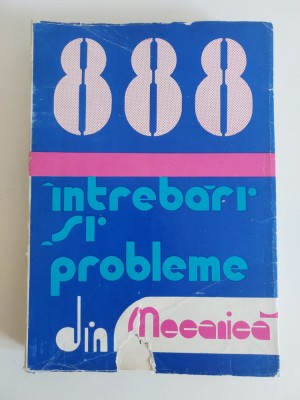 888
întrebări
și
probleme
din Mecanică